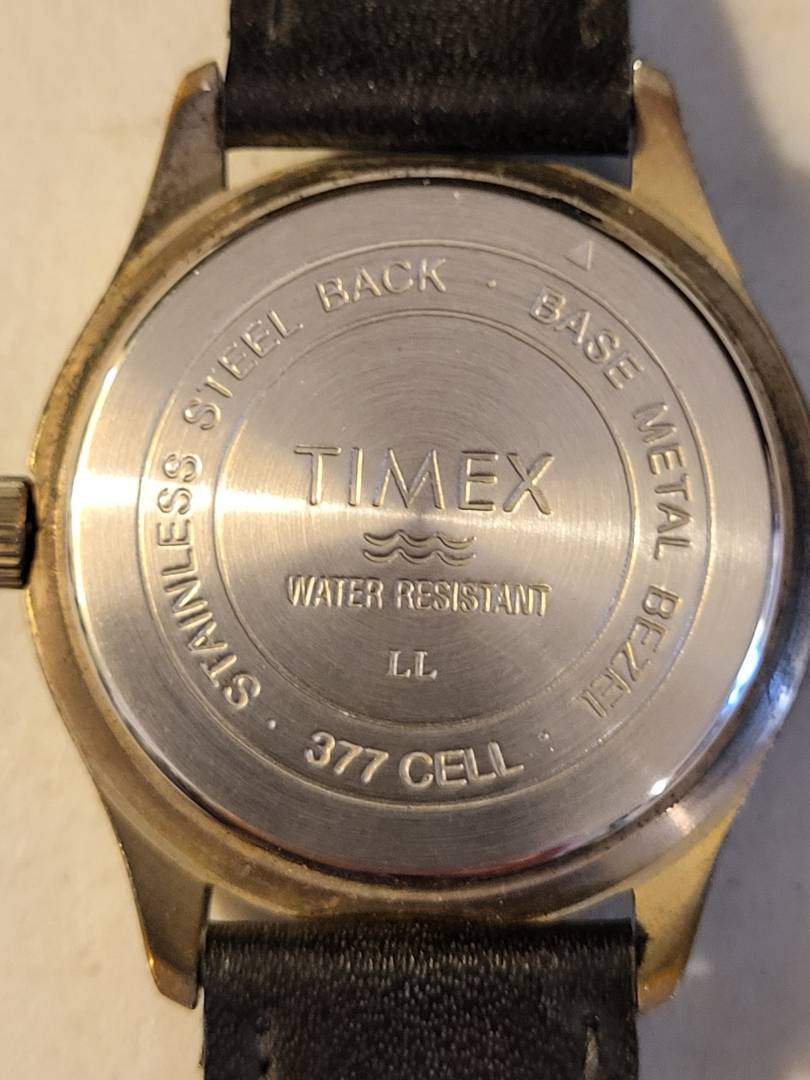 TIMEX
WATER RESISTANT
LL
STAINLESS STEEL BACK · BASE METAL BEZEL · 377 CELL ·